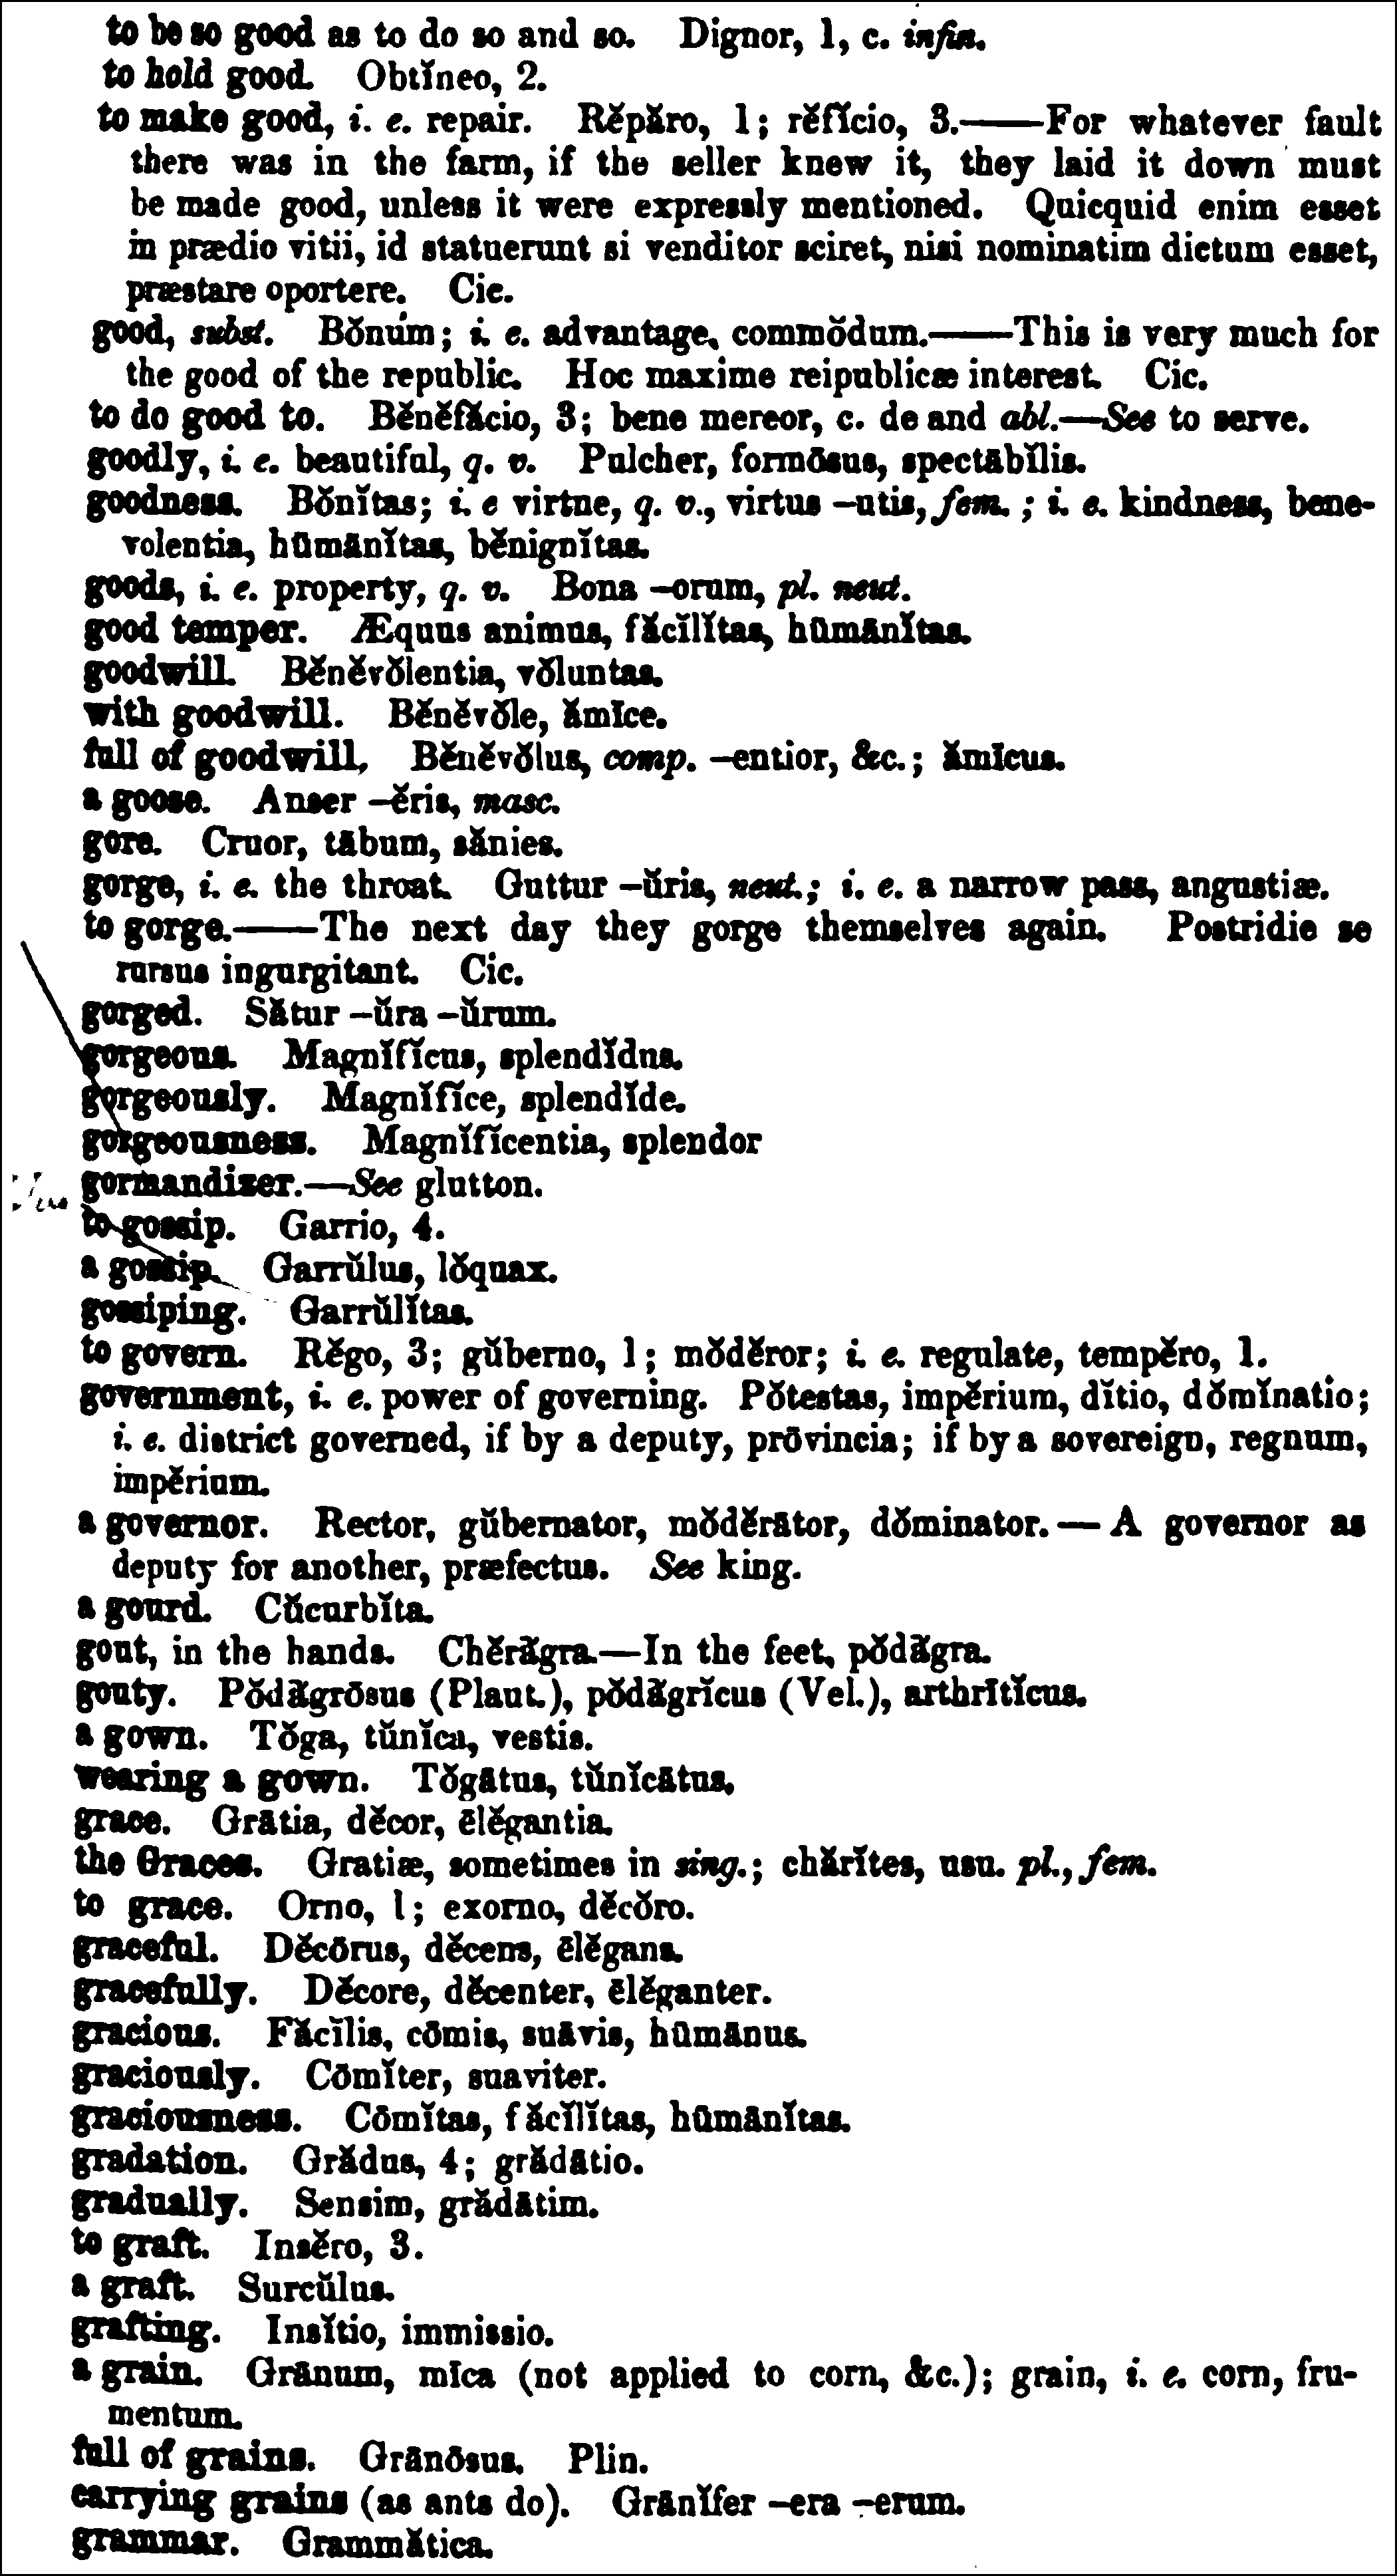 to be so good as to do so and so. Dignor, 1, c. infin.
to hold good. Obtĭneo, 2.
to make good, i. e. repair. Rĕpăro, 1; rĕfĭcio, 3.——For whatever fault
there was in the farm, if the seller knew it, they laid it down must
be made good, unless it were expressly mentioned. Quicquid enim esset
in prædio vitii, id statuerunt si venditor sciret, nisi nominatim dictum esset,
præstare oportere. Cic.
good, subst. Bŏnum; i. e. advantage, commŏdum.——This is very much for
the good of the republic. Hoc maxime reipublicæ interest. Cic.
to do good to. Bĕnĕfăcio, 3; bene mereor, c. de and abl.—See to serve.
goodly, i. e. beautiful, q. v. Pulcher, formōsus, spectābĭlis.
goodness. Bŏnĭtas; i. e virtue, q. v., virtus –utis, fem.; i. e. kindness, bene-
volentia, hūmānĭtas, bĕnignĭtas.
goods, i. e. property, q. v. Bona –orum, pl. neut.
good temper. Æquus animus, făcĭlĭtas, hūmānĭtas.
goodwill. Bĕnĕvŏlentia, vŏluntas.
with goodwill. Bĕnĕvŏle, ămīce.
full of goodwill, Bĕnĕvŏlus, comp. –entior, &c.; ămīcus.
a goose. Anser –ĕris, masc.
gore. Cruor, tābum, sănies.
gorge, i. e. the throat. Guttur –ŭris, neut.; i. e. a narrow pass, angustiæ.
to gorge.——The next day they gorge themselves again. Postridie se
rursus ingurgitant. Cic.
gorged. Sătur –ŭra –ŭrum.
gorgeous. Magnĭfĭcus, splendĭdus.
gorgeously. Magnĭfĭce, splendĭde.
gorgeousness. Magnĭfĭcentia, splendor
gormandizer.—See glutton.
to gossip. Garrio, 4.
a gossip. Garrŭlus, lŏquax.
gossiping. Garrŭlĭtas.
to govern. Rĕgo, 3; gŭberno, 1; mŏdĕror; i. e. regulate, tempĕro, 1.
government, i. e. power of governing. Pŏtestas, impĕrium, dĭtio, dŏmĭnatio;
i. e. district governed, if by a deputy, prōvincia; if by a sovereign, regnum,
impĕrium.
a governor. Rector, gŭbernator, mŏdĕrātor, dŏminator.— A governor as
deputy for another, præfectus. See king.
a gourd. Cŭcurbĭta.
gout, in the hands. Chĕrăgra.—In the feet, pŏdăgra.
gouty. Pŏdăgrōsus (Plaut.), pŏdăgrĭcus (Vel.), arthrītĭcus.
a gown. Tŏga, tŭnĭca, vestis.
wearing a gown. Tŏgātus, tŭnĭcātus.
grace. Grātia, dĕcor, ēlĕgantia.
the Graces. Gratiæ, sometimes in sing.; chărĭtes, usu. pl., fem.
to grace. Orno, 1; exorno, dĕcŏro.
graceful. Dĕcōrus, dĕcens, ēlĕgans.
gracefully. Dĕcore, dĕcenter, ēlĕganter.
gracious. Făcĭlis, cōmis, suāvis, hūmānus.
graciously. Cōmĭter, suaviter.
graciousness. Cōmĭtas, făcĭlĭtas, hūmānĭtas.
gradation. Grădus, 4; grădātio.
gradually. Sensim, grădātim.
to graft. Insĕro, 3.
a graft. Surcŭlus.
grafting. Insĭtio, immissio.
a grain. Grānum, mīca (not applied to corn, &c.); grain, i. e. corn, fru-
mentum.
full of grains. Grānōsus. Plin.
carrying grains (as ants do). Grānĭfer –era –erum.
grammar. Grammătica.